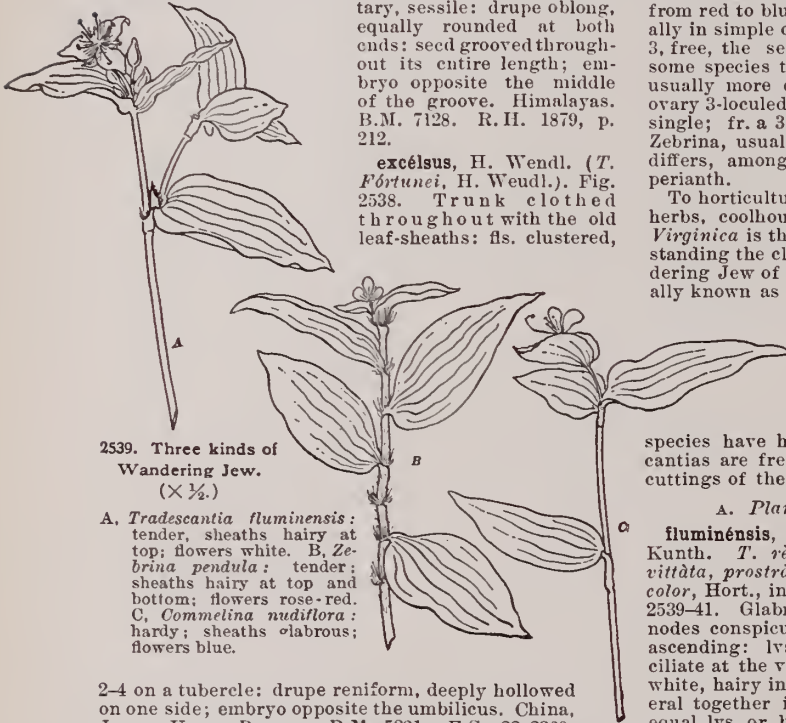 tary, sessile: drupe oblong,
equally rounded at both
ends: seed grooved through-
out its entire length; em-
bryo opposite the middle
of the groove. Himalayas.
B.M. 7128. R.H. 1879, p.
212.
excélsus, H. Wendl. (T.
Fórtunei, H. Weudl.). Fig.
2538. Trunk clothed
throughout with the old
leaf-sheaths: fls. clustered,
A
B
C
2539. Three kinds of
Wandering Jew.
(× ½.)
A, Tradescantia fluminensis:
tender, sheaths hairy at
top; flowers white. B, Ze-
brina pendula: tender;
sheaths hairy at top and
bottom; flowers rose-red.
C, Commelina nudiflora:
hardy; sheaths glabrous;
flowers blue.
2–4 on a tubercle: drupe reniform, deeply hollowed
on one side; embryo opposite the umbilicus. China,
from red to blu
ally in simple
3, free, the se
some species t
usually more
ovary 3-loculed
single; fr. a 3
Zebrina, usual
differs, among
perianth.
To horticultu
herbs, coolhou
Virginica is th
standing the cl
dering Jew of
ally known as
species have h
cantias are fre
cuttings of the
A. Pla
fluminénsis,
Kunth. T. rè
vittàta, prostrà
color, Hort., in
2539–41. Glab
nodes conspicu
ascending: lvs
ciliate at the v
white, hairy in
eral together i